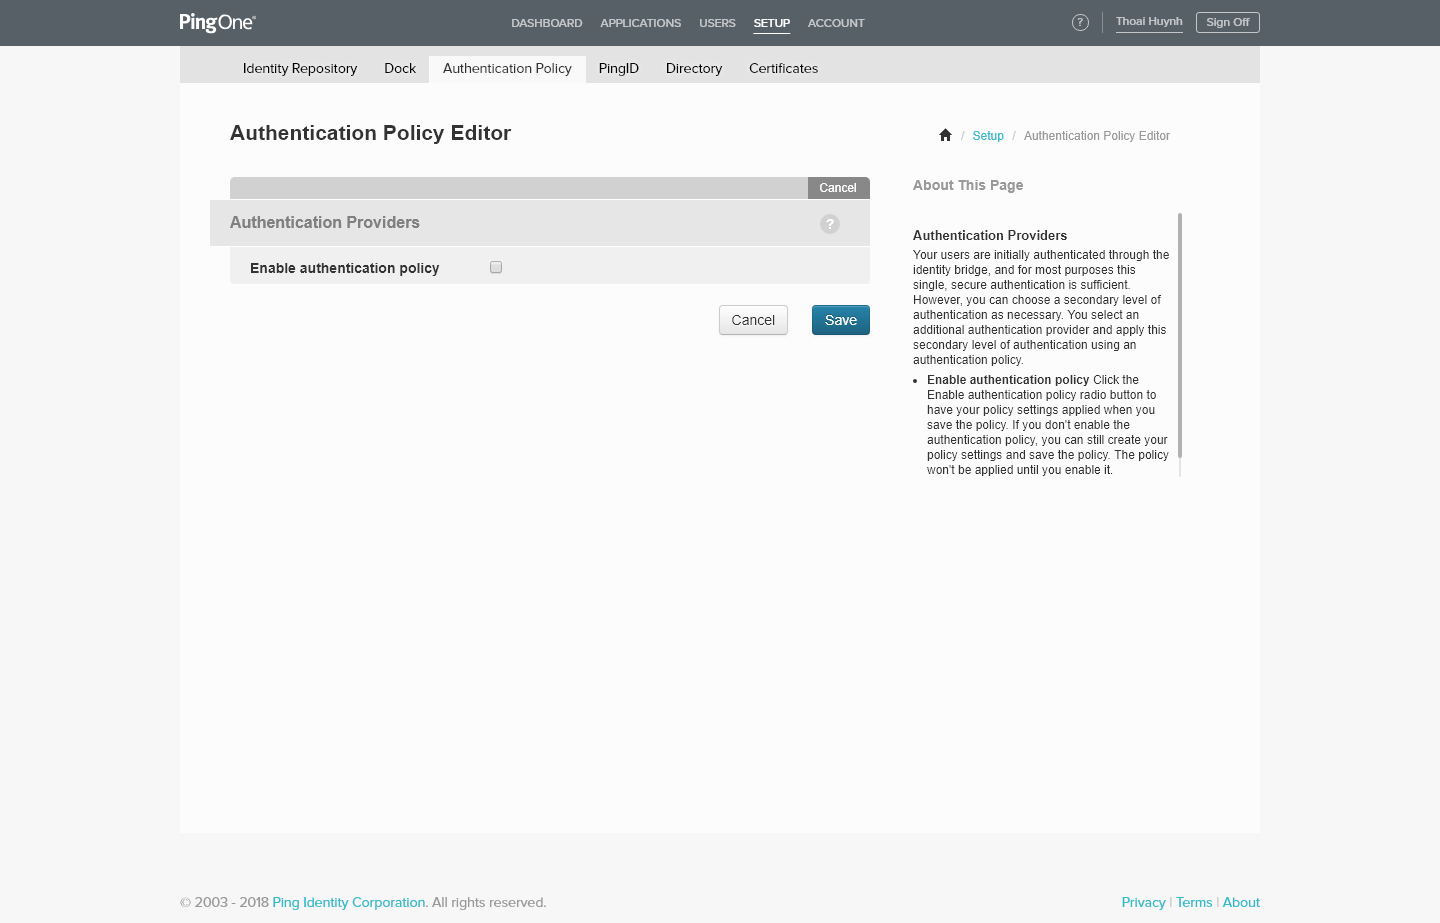 PingOne®
DASHBOARD APPLICATIONS USERS SETUP ACCOUNT
? Thoai Huynh Sign Off
Identity Repository Dock Authentication Policy PingID Directory Certificates
Authentication Policy Editor
/ Setup / Authentication Policy Editor
Cancel
Authentication Providers ?
Enable authentication policy
Cancel Save
About This Page
Authentication Providers
Your users are initially authenticated through the
identity bridge, and for most purposes this
single, secure authentication is sufficient.
However, you can choose a secondary level of
authentication as necessary. You select an
additional authentication provider and apply this
secondary level of authentication using an
authentication policy.
• Enable authentication policy Click the
Enable authentication policy radio button to
have your policy settings applied when you
save the policy. If you don't enable the
authentication policy, you can still create your
policy settings and save the policy. The policy
won't be applied until you enable it.
© 2003 - 2018 Ping Identity Corporation. All rights reserved.
Privacy | Terms | About